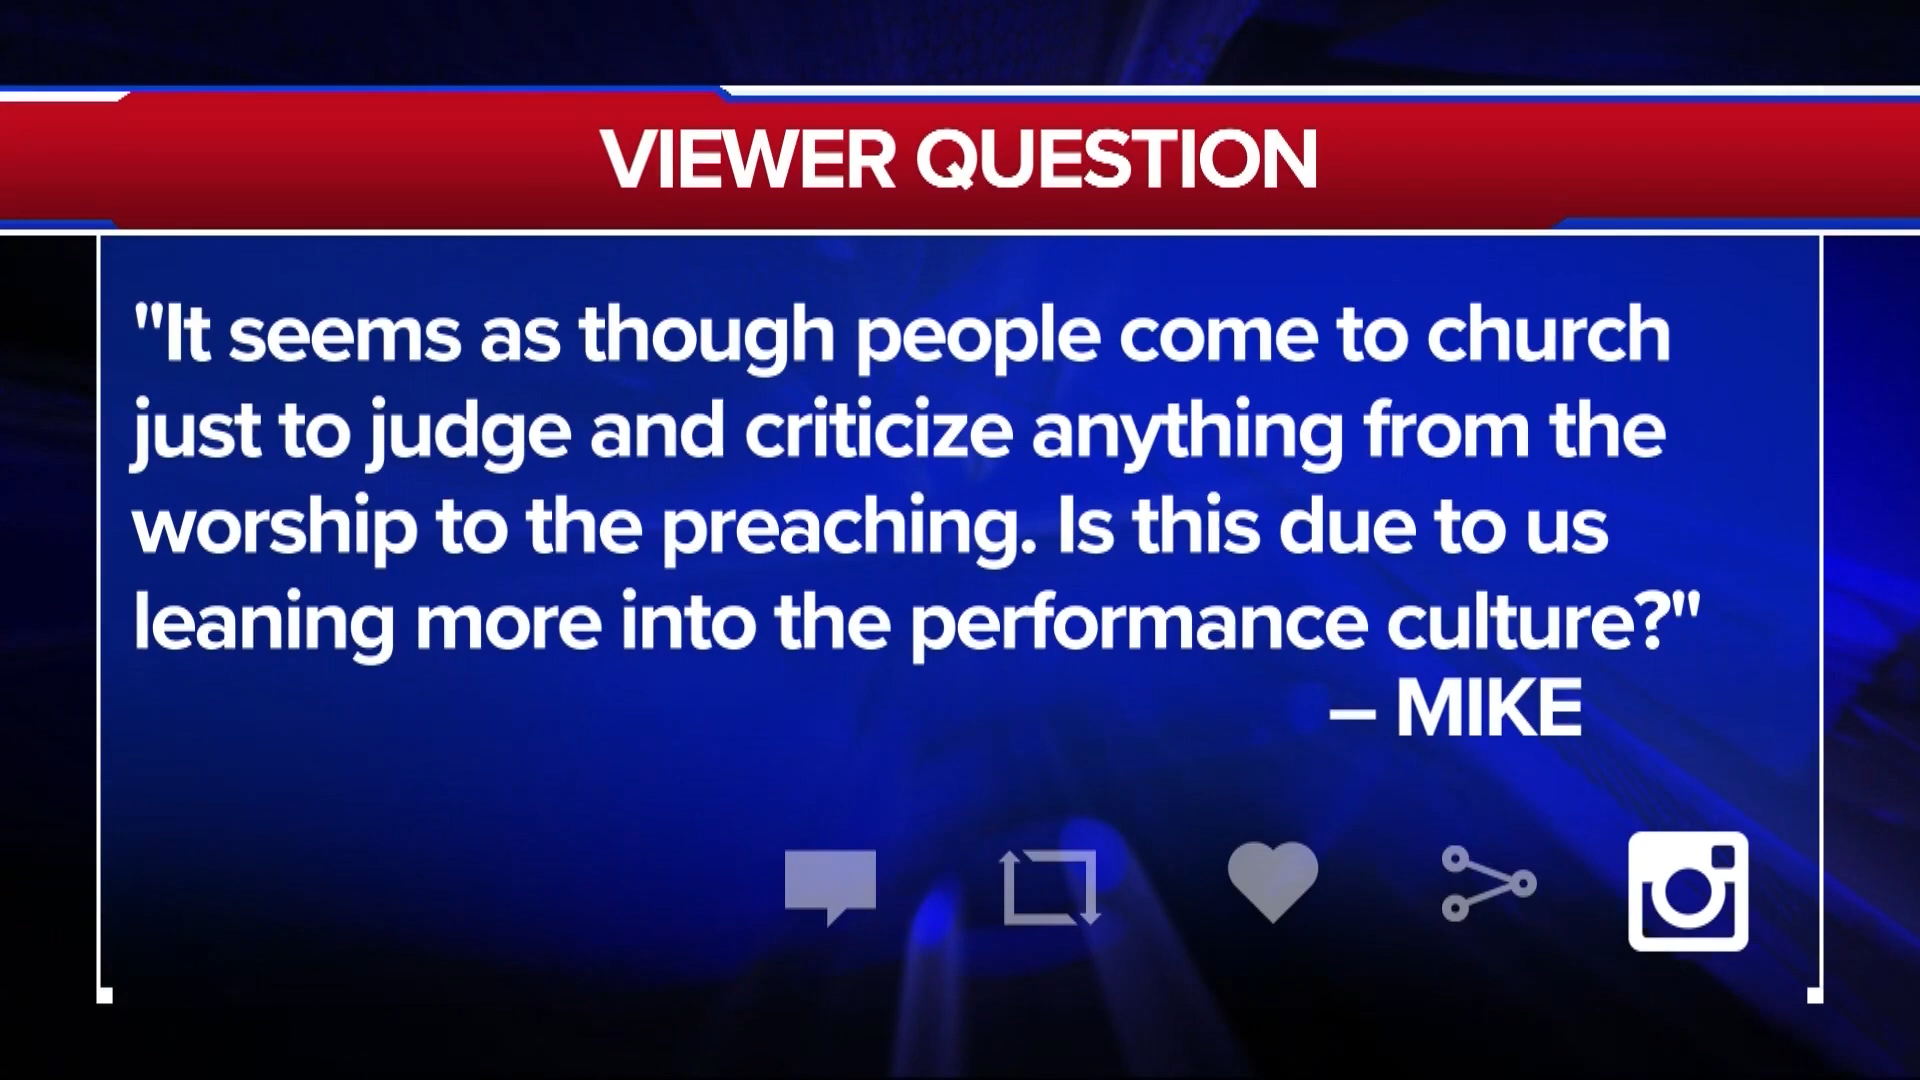 VIEWER QUESTION
"It seems as though people come to church
just to judge and criticize anything from the
worship to the preaching. Is this due to us
leaning more into the performance culture?"
– MIKE